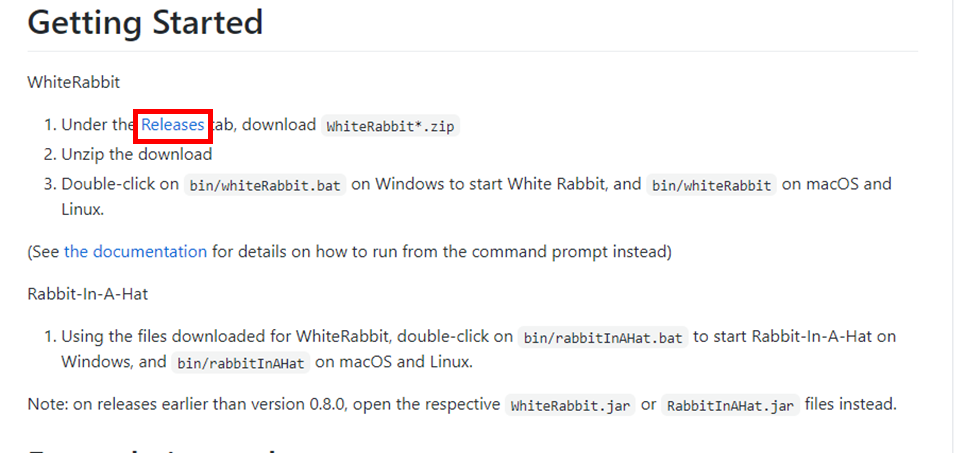 Getting Started
WhiteRabbit
1. Under the Releases tab, download WhiteRabbit*.zip
2. Unzip the download
3. Double-click on bin/whiteRabbit.bat on Windows to start White Rabbit, and bin/whiteRabbit on macOS and
Linux.
(See the documentation for details on how to run from the command prompt instead)
Rabbit-In-A-Hat
1. Using the files downloaded for WhiteRabbit, double-click on bin/rabbitInAHat.bat to start Rabbit-In-A-Hat on
Windows, and bin/rabbitInAHat on macOS and Linux.
Note: on releases earlier than version 0.8.0, open the respective WhiteRabbit.jar or RabbitInAHat.jar files instead.